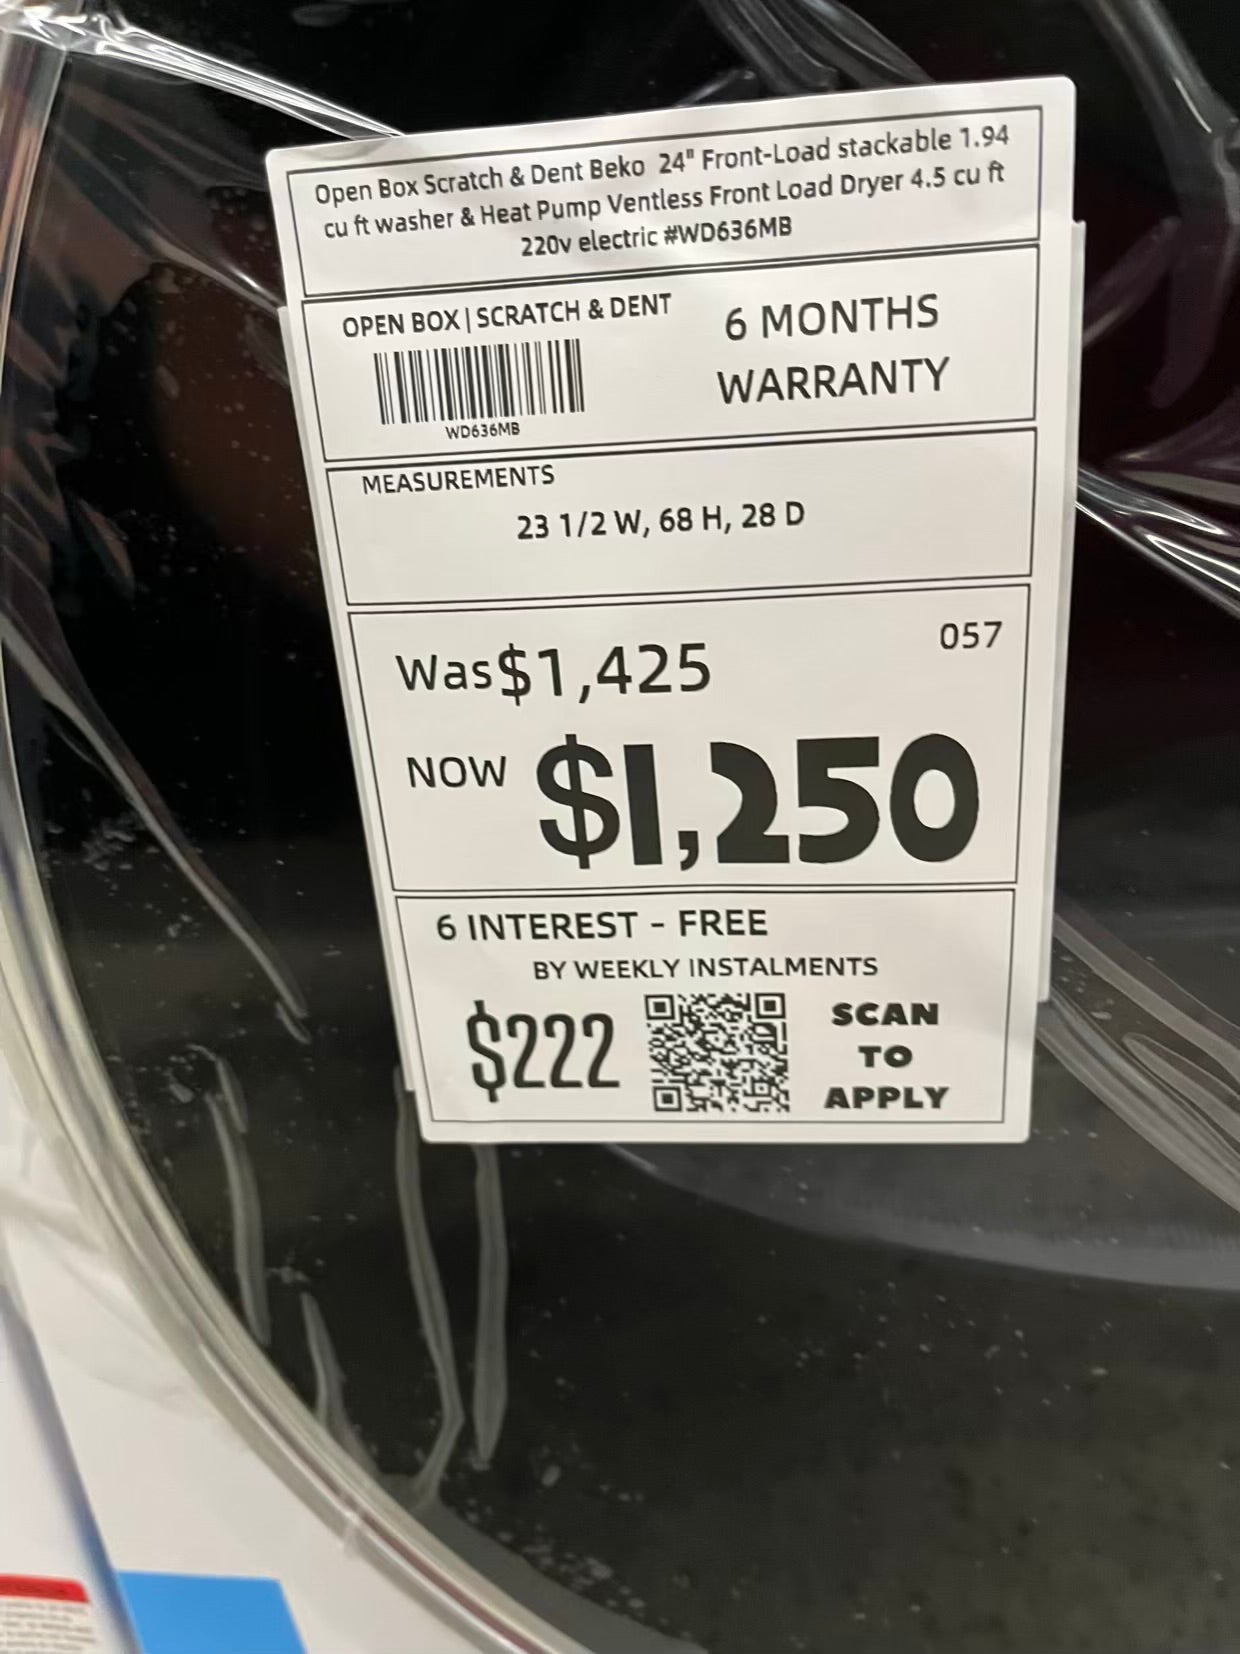 Open Box Scratch & Dent Beko 24" Front-Load stackable 1.94
cu ft washer & Heat Pump Ventless Front Load Dryer 4.5 cu ft
220v electric #WD636MB
OPEN BOX | SCRATCH & DENT
WD636MB
6 MONTHS
WARRANTY
MEASUREMENTS
23 1/2 W, 68 H, 28 D
057
Was $1,425
NOW $1,250
6 INTEREST - FREE
BY WEEKLY INSTALMENTS
$222
SCAN
TO
APPLY